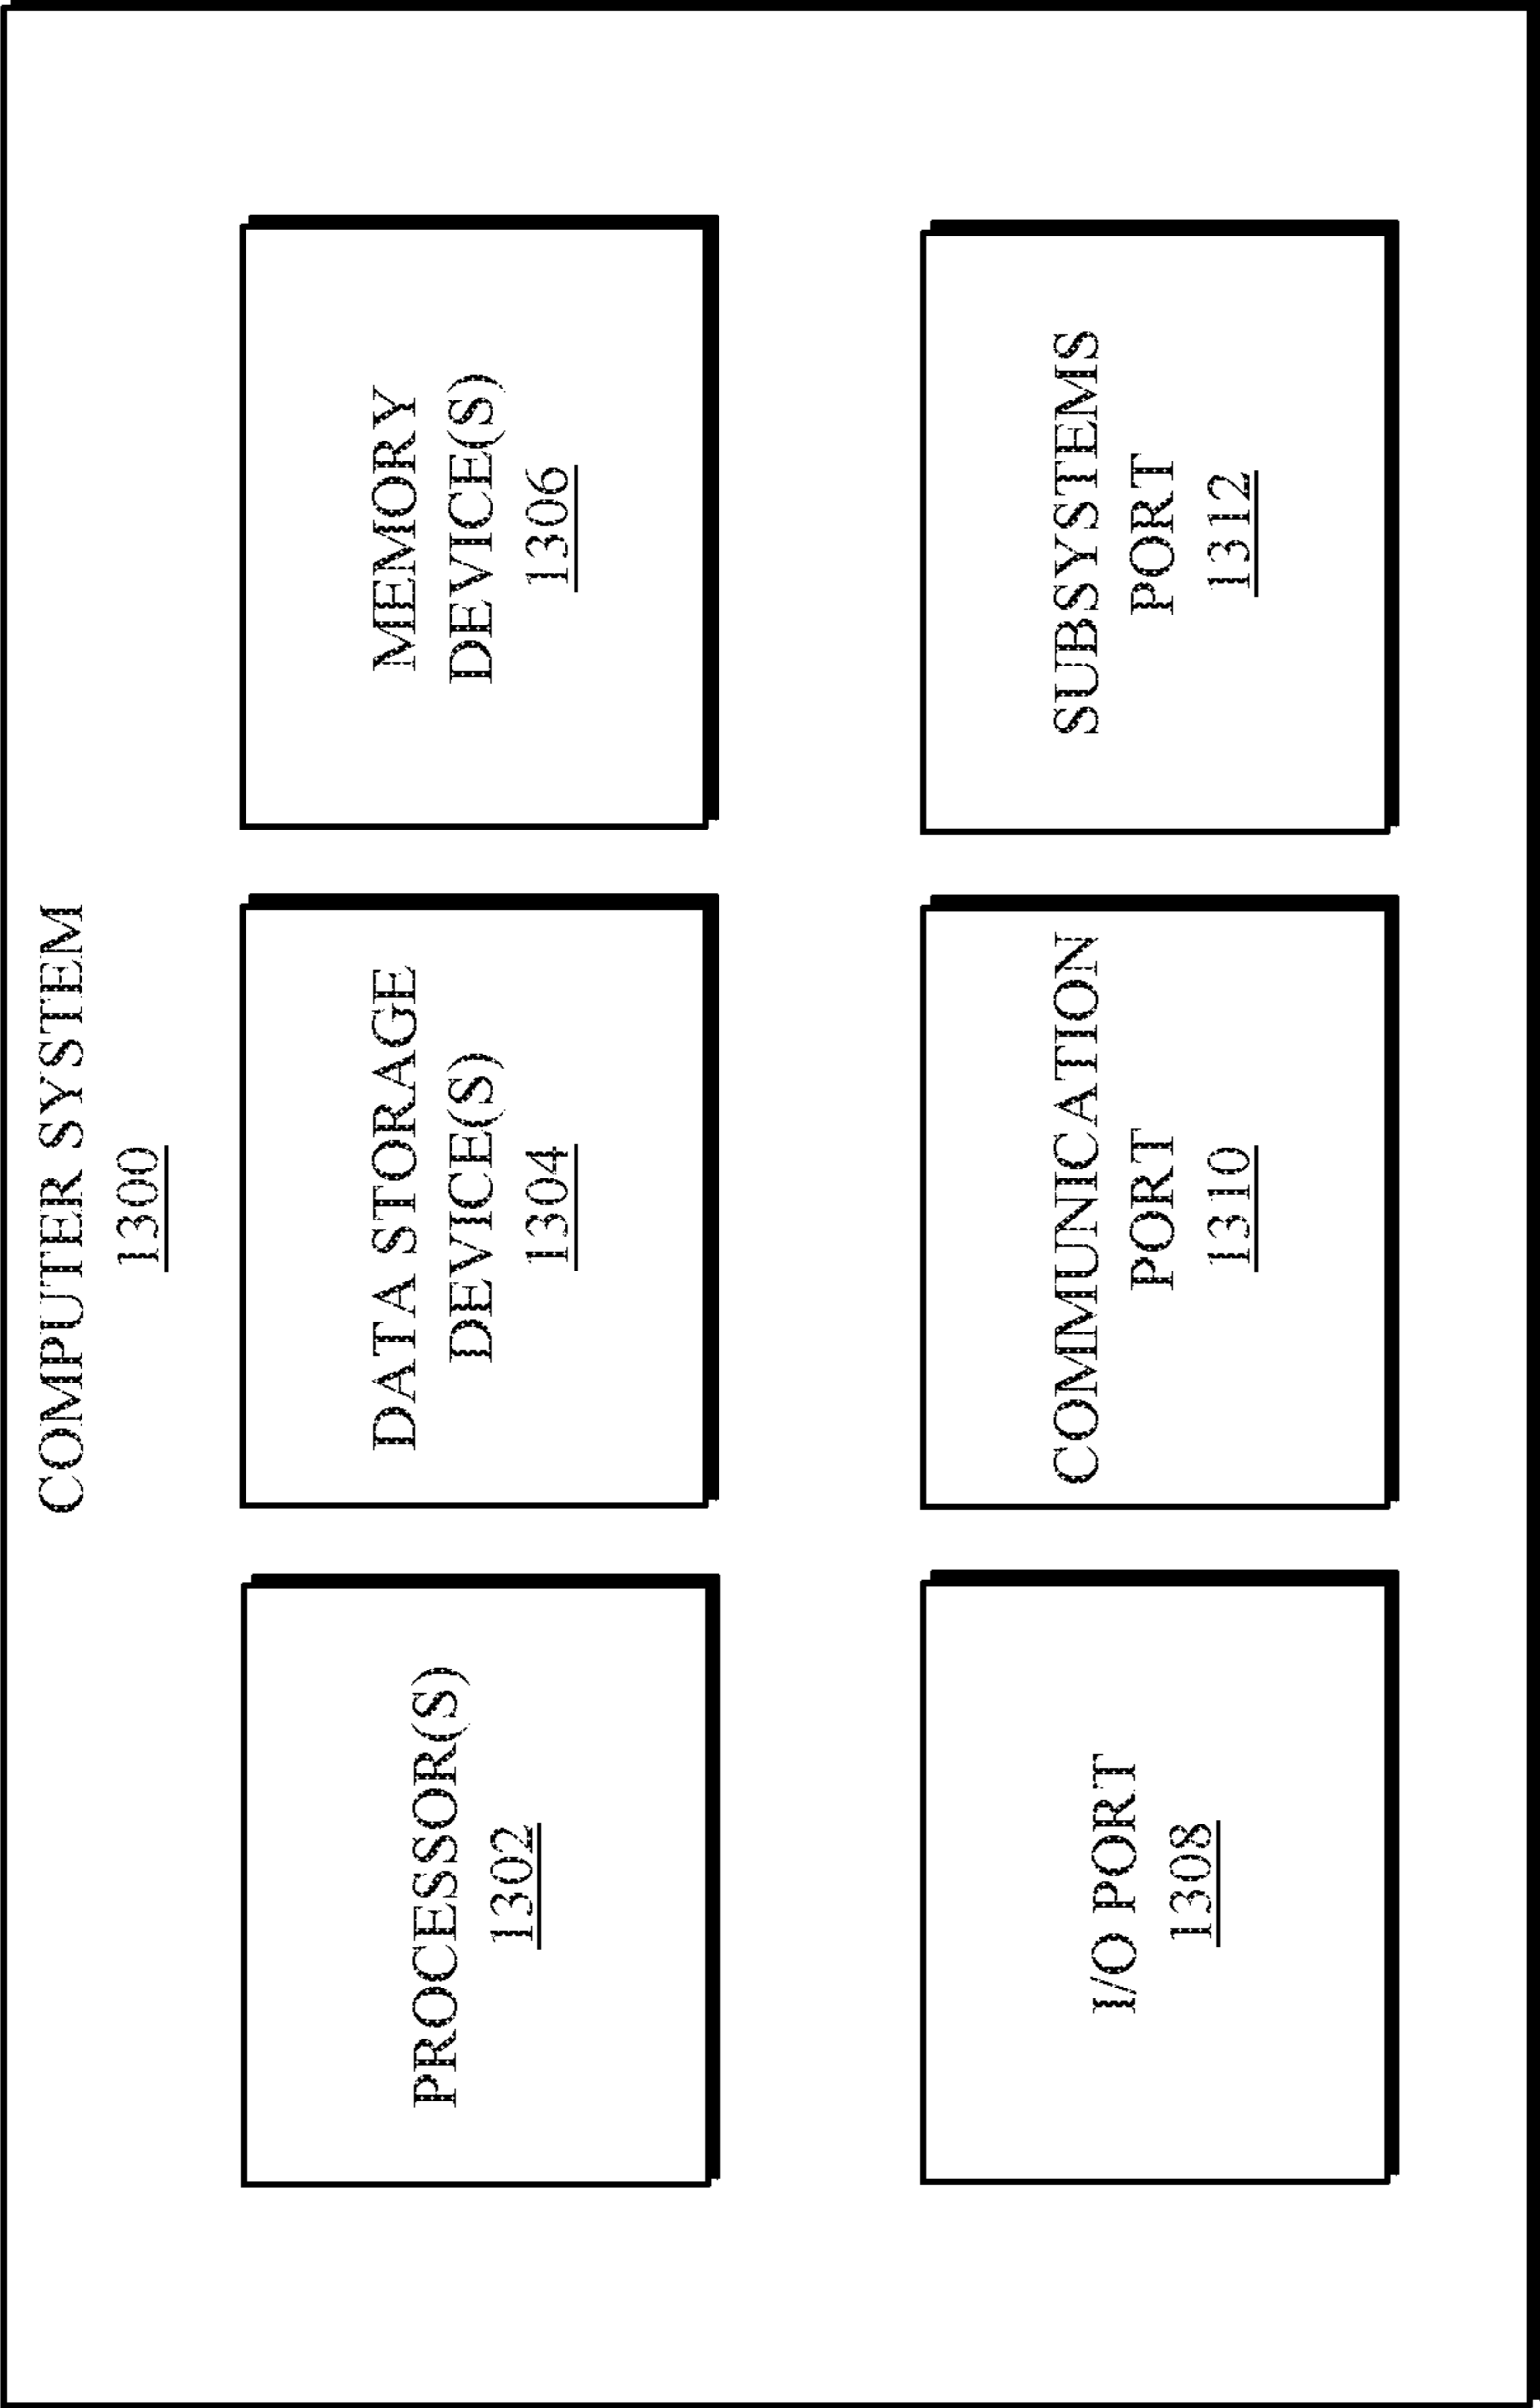 COMPUTER SYSTEM
1300
PROCESSOR(S)
1302
DATA STORAGE
DEVICE(S)
1304
MEMORY
DEVICE(S)
1306
I/O PORT
1308
COMMUNICATION
PORT
1310
SUBSYSTEMS
PORT
1312